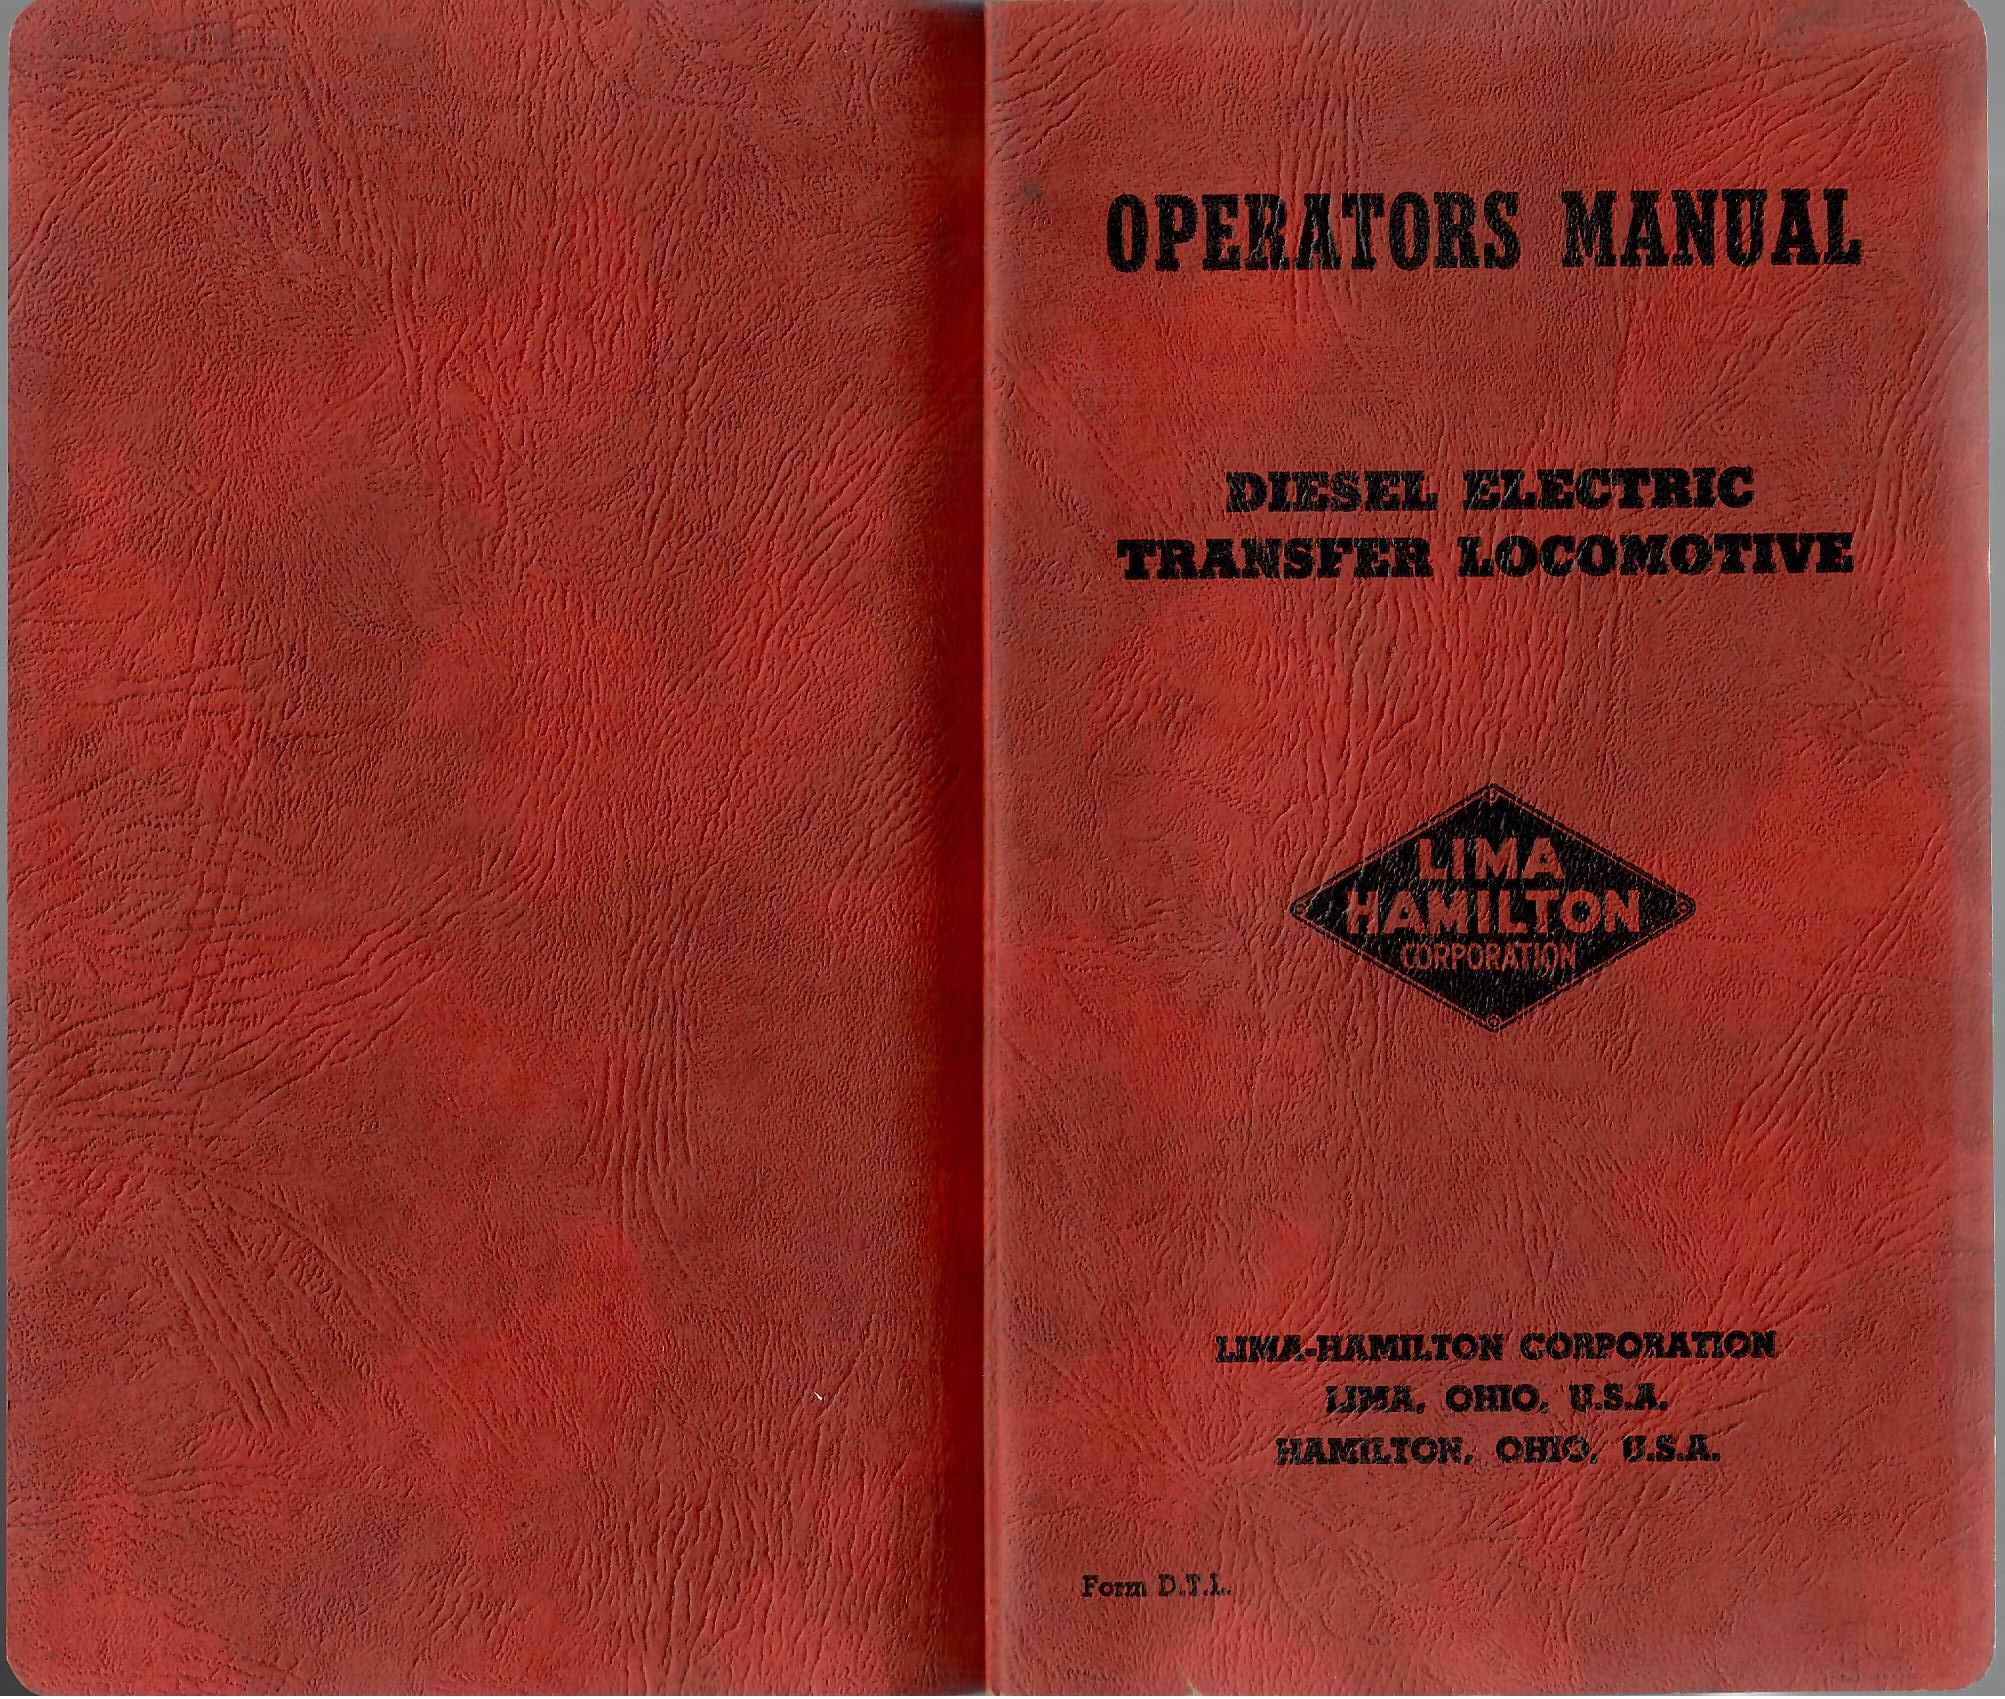 OPERATORS MANUAL
DIESEL ELECTRIC
TRANSFER LOCOMOTIVE
LIMA
HAMILTON
CORPORATION
LIMA-HAMILTON CORPORATION
LIMA, OHIO, U.S.A.
HAMILTON, OHIO, U.S.A.
Form D.T.L.